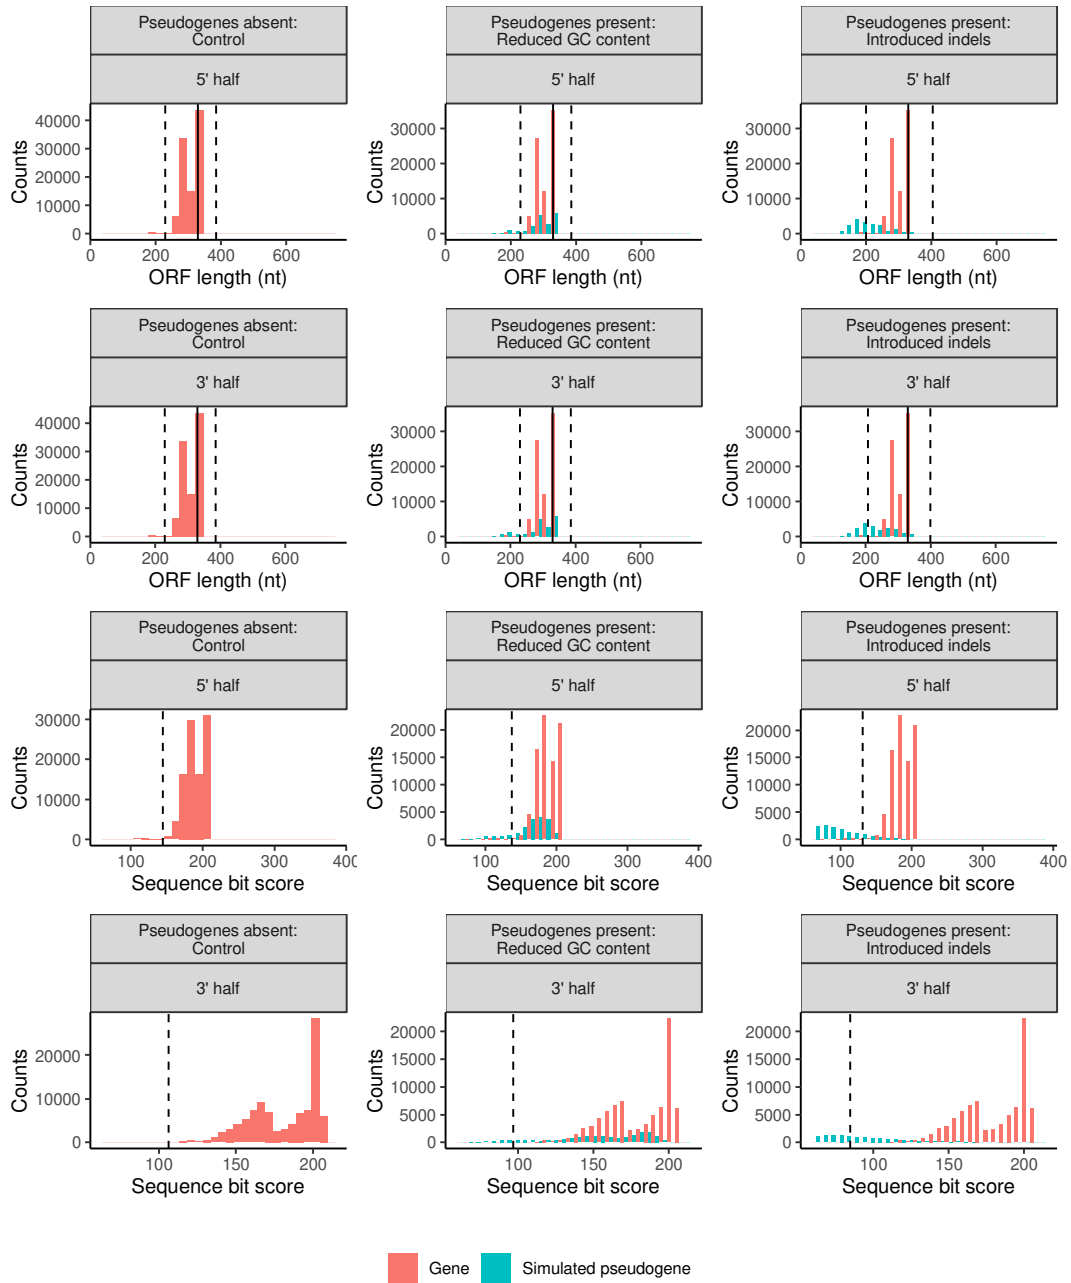 Pseudogenes absent:
Control
5' half
Counts
40000
30000
20000
10000
0
0
200
400
600
ORF length (nt)
Pseudogenes present:
Reduced GC content
5' half
Counts
30000
20000
10000
0
0
200
400
600
ORF length (nt)
Pseudogenes present:
Introduced indels
5' half
Counts
30000
20000
10000
0
0
200
400
600
ORF length (nt)
Pseudogenes absent:
Control
3' half
Counts
40000
30000
20000
10000
0
0
200
400
600
ORF length (nt)
Pseudogenes present:
Reduced GC content
3' half
Counts
30000
20000
10000
0
0
200
400
600
ORF length (nt)
Pseudogenes present:
Introduced indels
3' half
Counts
30000
20000
10000
0
0
200
400
600
ORF length (nt)
Pseudogenes absent:
Control
5' half
Counts
30000
20000
10000
0
100
200
300
400
Sequence bit score
Pseudogenes present:
Reduced GC content
5' half
Counts
20000
15000
10000
5000
0
100
200
300
400
Sequence bit score
Pseudogenes present:
Introduced indels
5' half
Counts
20000
15000
10000
5000
0
100
200
300
400
Sequence bit score
Pseudogenes absent:
Control
3' half
Counts
20000
10000
0
100
150
200
Sequence bit score
Pseudogenes present:
Reduced GC content
3' half
Counts
20000
15000
10000
5000
0
100
150
200
Sequence bit score
Pseudogenes present:
Introduced indels
3' half
Counts
20000
15000
10000
5000
0
100
150
200
Sequence bit score
Gene
Simulated pseudogene